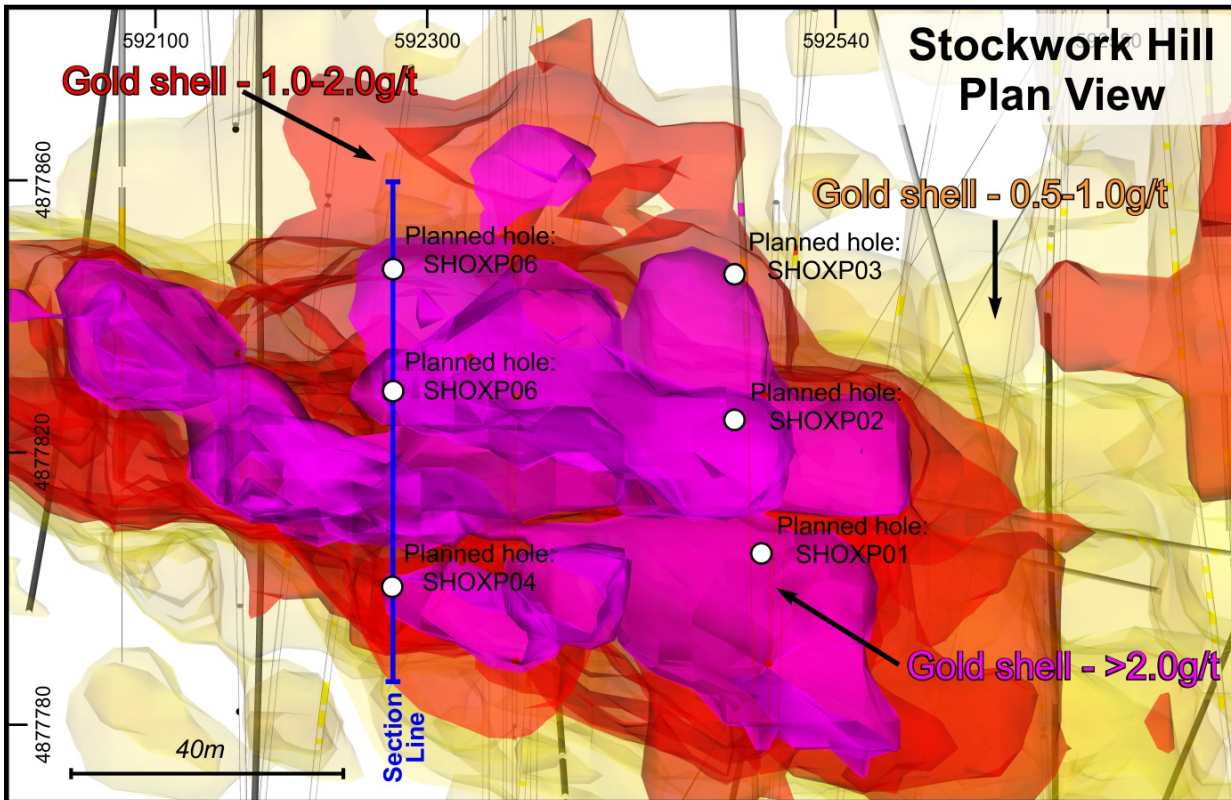 592100
592300
592540
Stockwork Hill
Plan View
Gold shell - 1.0-2.0g/t
4877860
Gold shell - 0.5-1.0g/t
Planned hole:
SHOXP06
Planned hole:
SHOXP03
Planned hole:
SHOXP06
Planned hole:
SHOXP02
4877820
Planned hole:
SHOXP01
Planned hole:
SHOXP04
Gold shell - >2.0g/t
4877780
40m
Section
Line